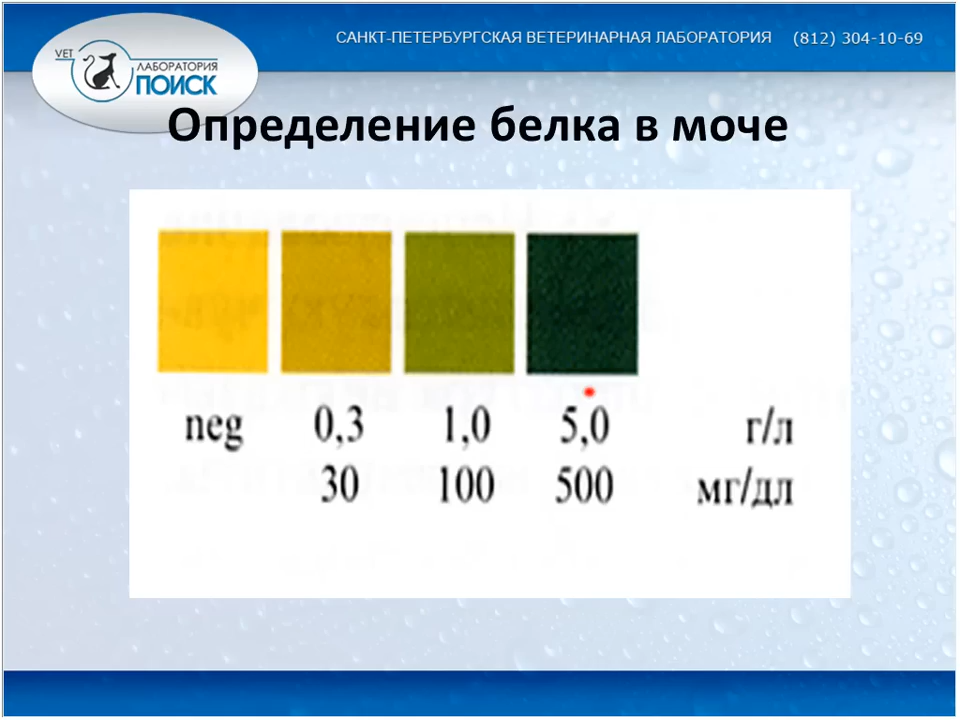 САНКТ-ПЕТЕРБУРГСКАЯ ВЕТЕРИНАРНАЯ ЛАБОРАТОРИЯ (812) 304-10-69
VET
ЛАБОРАТОРИЯ
ПОИСК
Определение белка в моче
neg 0,3 1,0 5,0 г/л
30 100 500 мг/дл